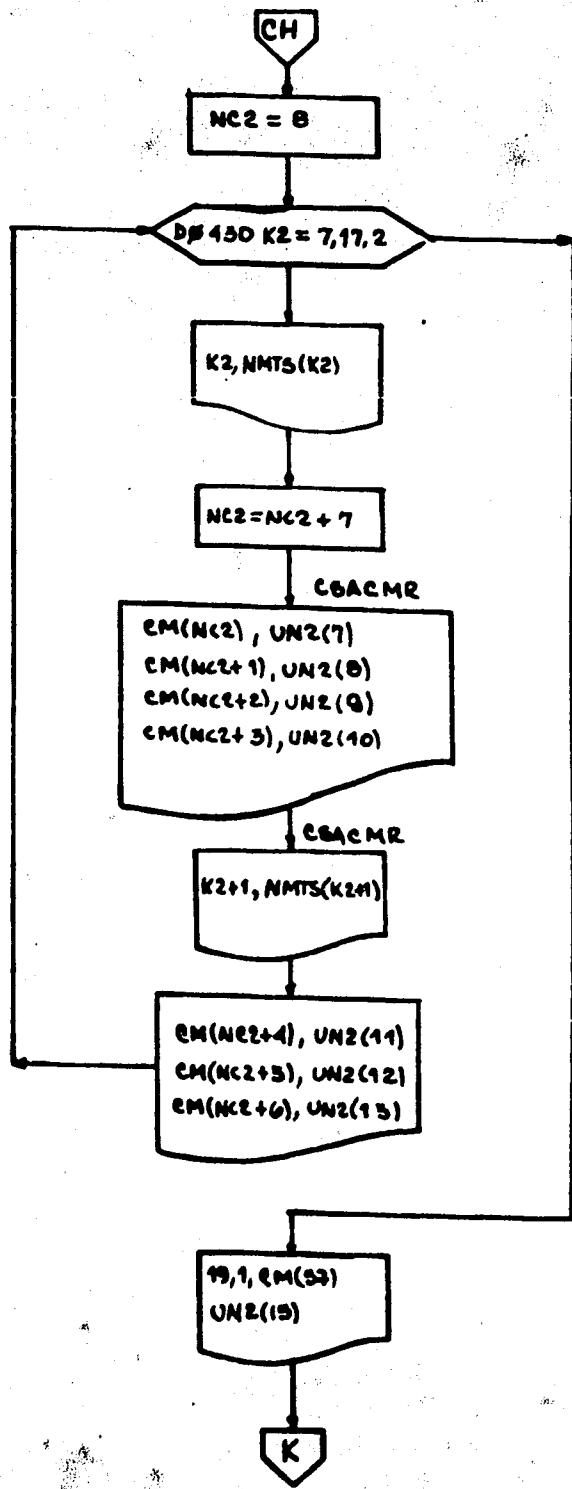 CH
NC2 = 8
DØ 430 K2 = 7,17,2
K2, NMTS(K2)
NC2 = NC2 + 7
CBACMR
CM(NC2), UN2(7)
CM(NC2+1), UN2(8)
CM(NC2+2), UN2(9)
CM(NC2+3), UN2(10)
CBACMR
K2+1, NMTS(K2+1)
CM(NC2+4), UN2(11)
CM(NC2+5), UN2(12)
CM(NC2+6), UN2(13)
19,1, CM(57)
UN2(15)
K